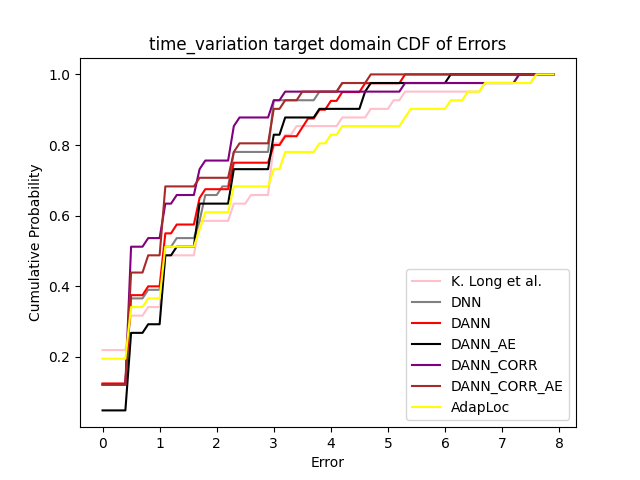 time_variation target domain CDF of Errors
Cumulative Probability
1.0
0.8
0.6
0.4
0.2
K. Long et al.
DNN
DANN
DANN_AE
DANN_CORR
DANN_CORR_AE
AdapLoc
0 1 2 3 4 5 6 7 8
Error